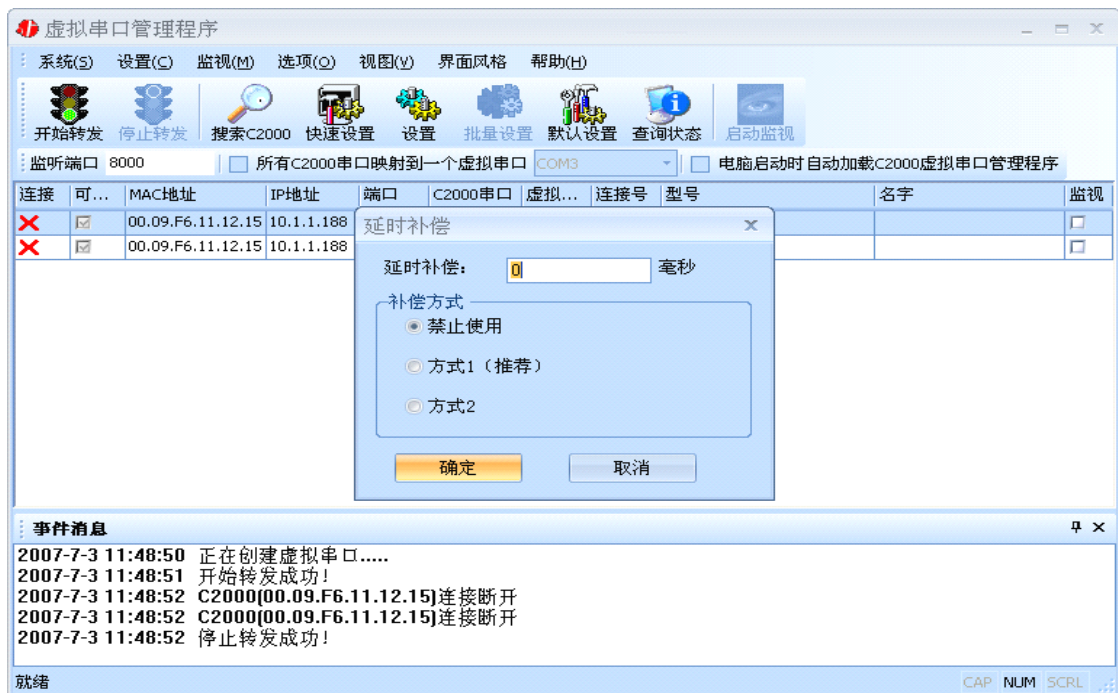 虚拟串口管理程序
系统(S) 设置(C) 监视(M) 选项(O) 视图(V) 界面风格 帮助(H)
开始转发 停止转发 搜索C2000 快速设置 设置 批量设置 默认设置 查询状态 启动监视
监听端口 8000 所有C2000串口映射到一个虚拟串口 COM3 电脑启动时自动加载C2000虚拟串口管理程序
连接 可... MAC地址 IP地址 端口 C2000串口 虚拟... 连接号 型号 名字 监视
00.09.F6.11.12.15 10.1.1.188
00.09.F6.11.12.15 10.1.1.188
延时补偿
延时补偿： 0 毫秒
补偿方式
禁止使用
方式1（推荐）
方式2
确定 取消
事件消息
2007-7-3 11:48:50 正在创建虚拟串口.....
2007-7-3 11:48:51 开始转发成功!
2007-7-3 11:48:52 C2000[00.09.F6.11.12.15]连接断开
2007-7-3 11:48:52 C2000[00.09.F6.11.12.15]连接断开
2007-7-3 11:48:52 停止转发成功!
就绪 CAP NUM SCRL